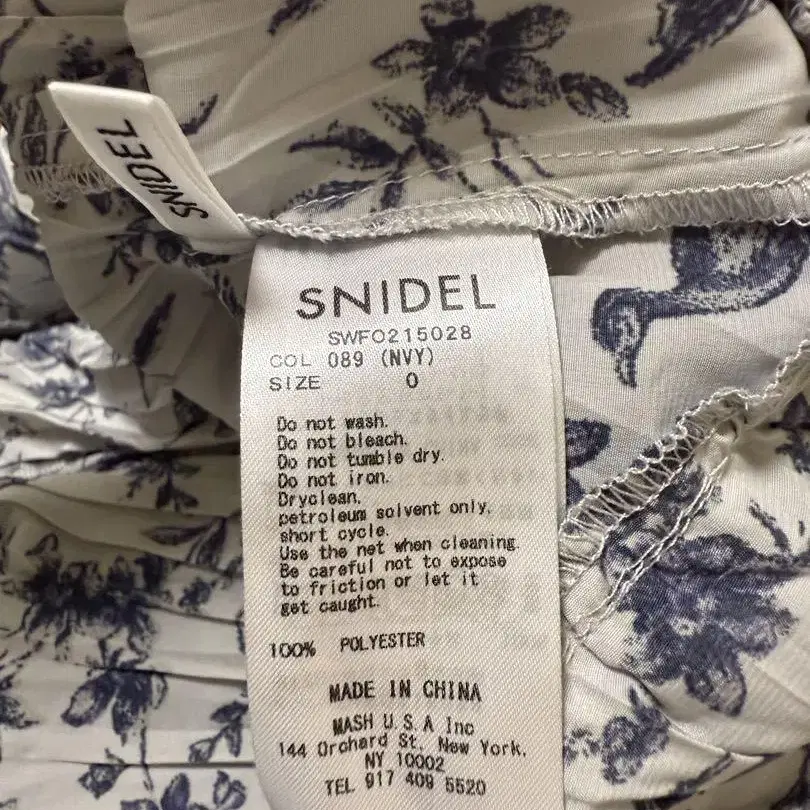 SNIDEL
SNIDEL
SWFO215028
COL 089 (NVY)
SIZE 0
Do not wash.
Do not bleach.
Do not tumble dry.
Do not iron.
Dryclean.
petroleum solvent only,
short cycle.
Use the net when cleaning.
Be careful not to expose
to friction or let it
get caught.
100% POLYESTER
MADE IN CHINA
MASH U.S.A Inc
144 Orchard St. New York,
NY 10002
TEL 917 409 5520